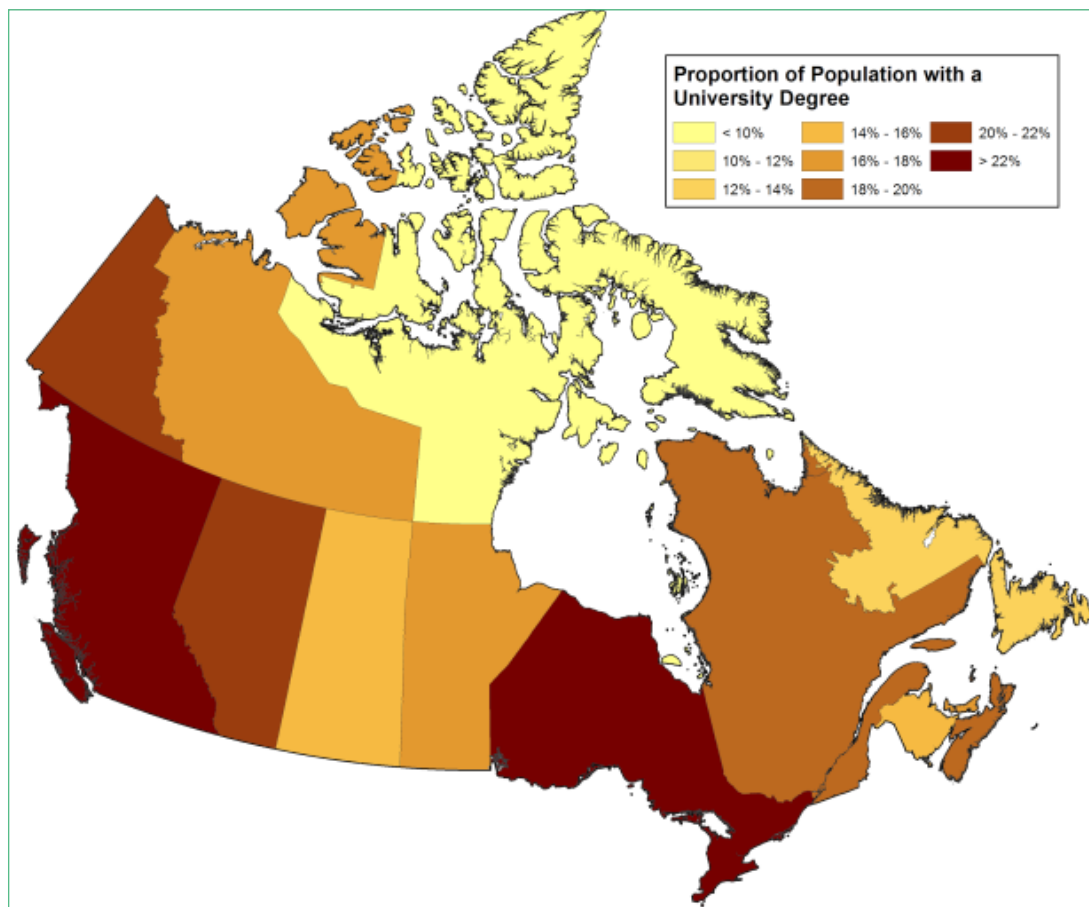 Proportion of Population with a
University Degree
< 10% 14% - 16% 20% - 22%
10% - 12% 16% - 18% > 22%
12% - 14% 18% - 20%